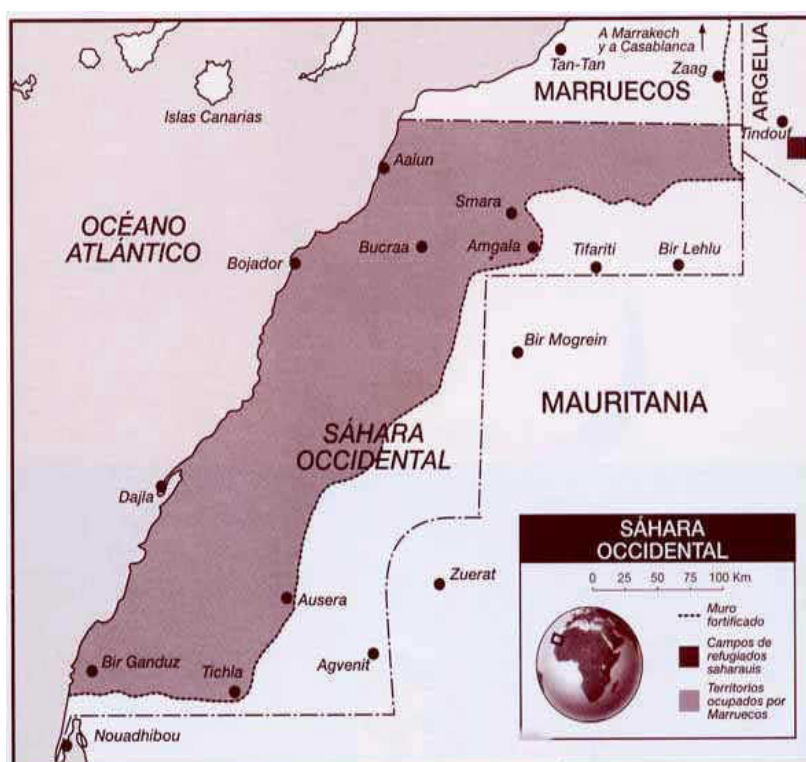 A Marrakech
y a Casablanca
Tan-Tan
Zaag
MARRUECOS
ARGELIA
Islas Canarias
Tindouf
Aaiun
Smara
OCÉANO
ATLÁNTICO
Bucraa
Amgala
Tifariti
Bir Lehlu
Bojador
Bir Mogrein
MAURITANIA
SÁHARA
OCCIDENTAL
Dajla
SÁHARA
OCCIDENTAL
0 25 50 75 100 Km
Zuerat
Ausera
Muro
fortificado
Campos de
refugiados
saharauis
Agvenit
Bir Ganduz
Tichla
Territorios
ocupados por
Marruecos
Nouadhibou